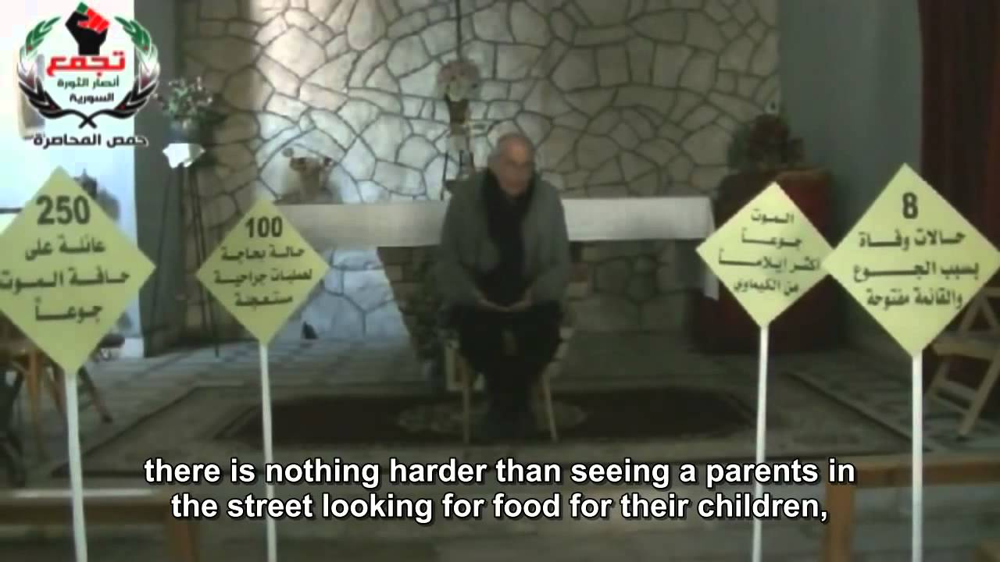 تجمع
أنصار الثورة
السورية
حمص المحاصرة
250
عائلة على
حافة الموت
جوعاً
100
حالة بحاجة
لعمليات جراحية
مستعجلة
الموت
جوعاً
أكثر إيلاماً
من الكيماوي
8
حالات وفاة
بسبب الجوع
والقائمة مفتوحة
there is nothing harder than seeing a parents in
the street looking for food for their children,